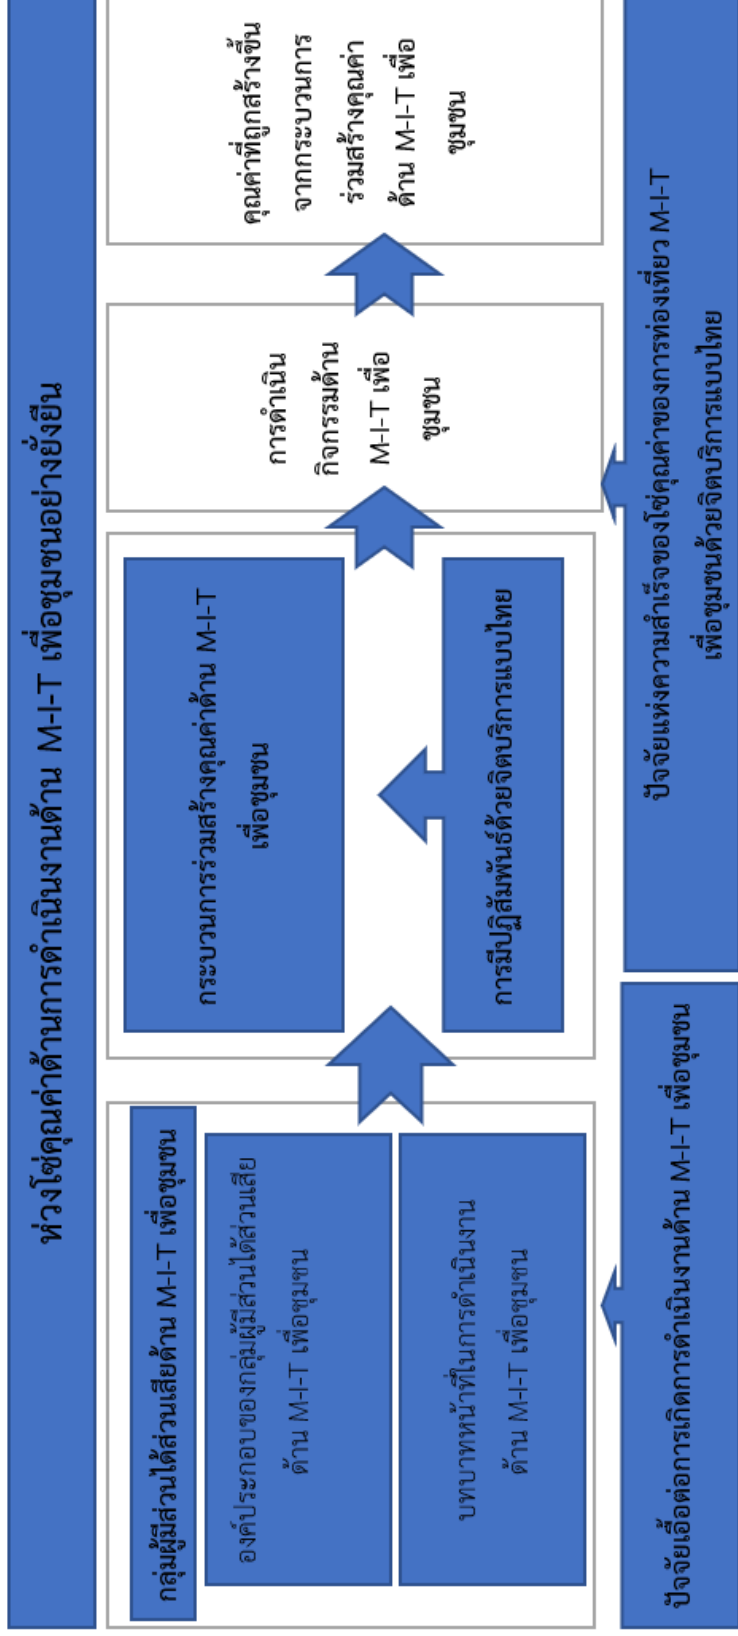 ห่วงโซ่คุณค่าด้านการดำเนินงานด้าน M-I-T เพื่อชุมชนอย่างยั่งยืน
กลุ่มผู้มีส่วนได้ส่วนเสียด้าน M-I-T เพื่อชุมชน
องค์ประกอบของกลุ่มผู้มีส่วนได้ส่วนเสีย
ด้าน M-I-T เพื่อชุมชน
บทบาทหน้าที่ในการดำเนินงาน
ด้าน M-I-T เพื่อชุมชน
กระบวนการร่วมสร้างคุณค่าด้าน M-I-T
เพื่อชุมชน
การมีปฏิสัมพันธ์ด้วยจิตบริการแบบไทย
การดำเนิน
กิจกรรมด้าน
M-I-T เพื่อ
ชุมชน
คุณค่าที่ถูกสร้างขึ้น
จากกระบวนการ
ร่วมสร้างคุณค่า
ด้าน M-I-T เพื่อ
ชุมชน
ปัจจัยเอื้อต่อการเกิดการดำเนินงานด้าน M-I-T เพื่อชุมชน
ปัจจัยแห่งความสำเร็จของโซ่คุณค่าของการท่องเที่ยว M-I-T
เพื่อชุมชนด้วยจิตบริการแบบไทย